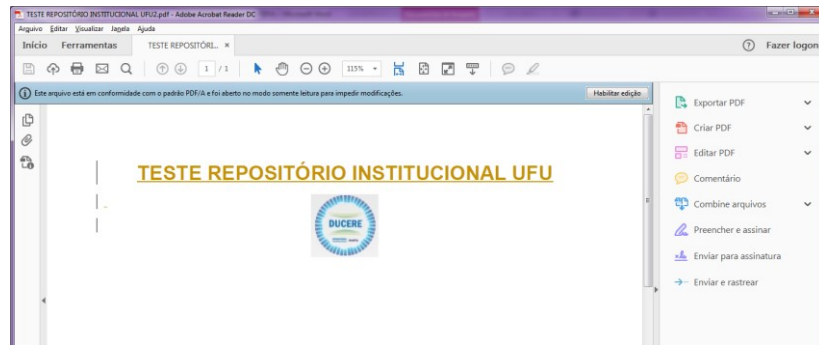 TESTE REPOSITÓRIO INSTITUCIONAL UFU2.pdf - Adobe Acrobat Reader DC
Arquivo Editar Visualizar Janela Ajuda
Início Ferramentas TESTE REPOSITÓRI... × Fazer logon
1 / 1 115%
Este arquivo está em conformidade com o padrão PDF/A e foi aberto no modo somente leitura para impedir modificações. Habilitar edição
Exportar PDF
Criar PDF
Editar PDF
Comentário
Combine arquivos
Preencher e assinar
Enviar para assinatura
Enviar e rastrear
TESTE REPOSITÓRIO INSTITUCIONAL UFU
DUCERE